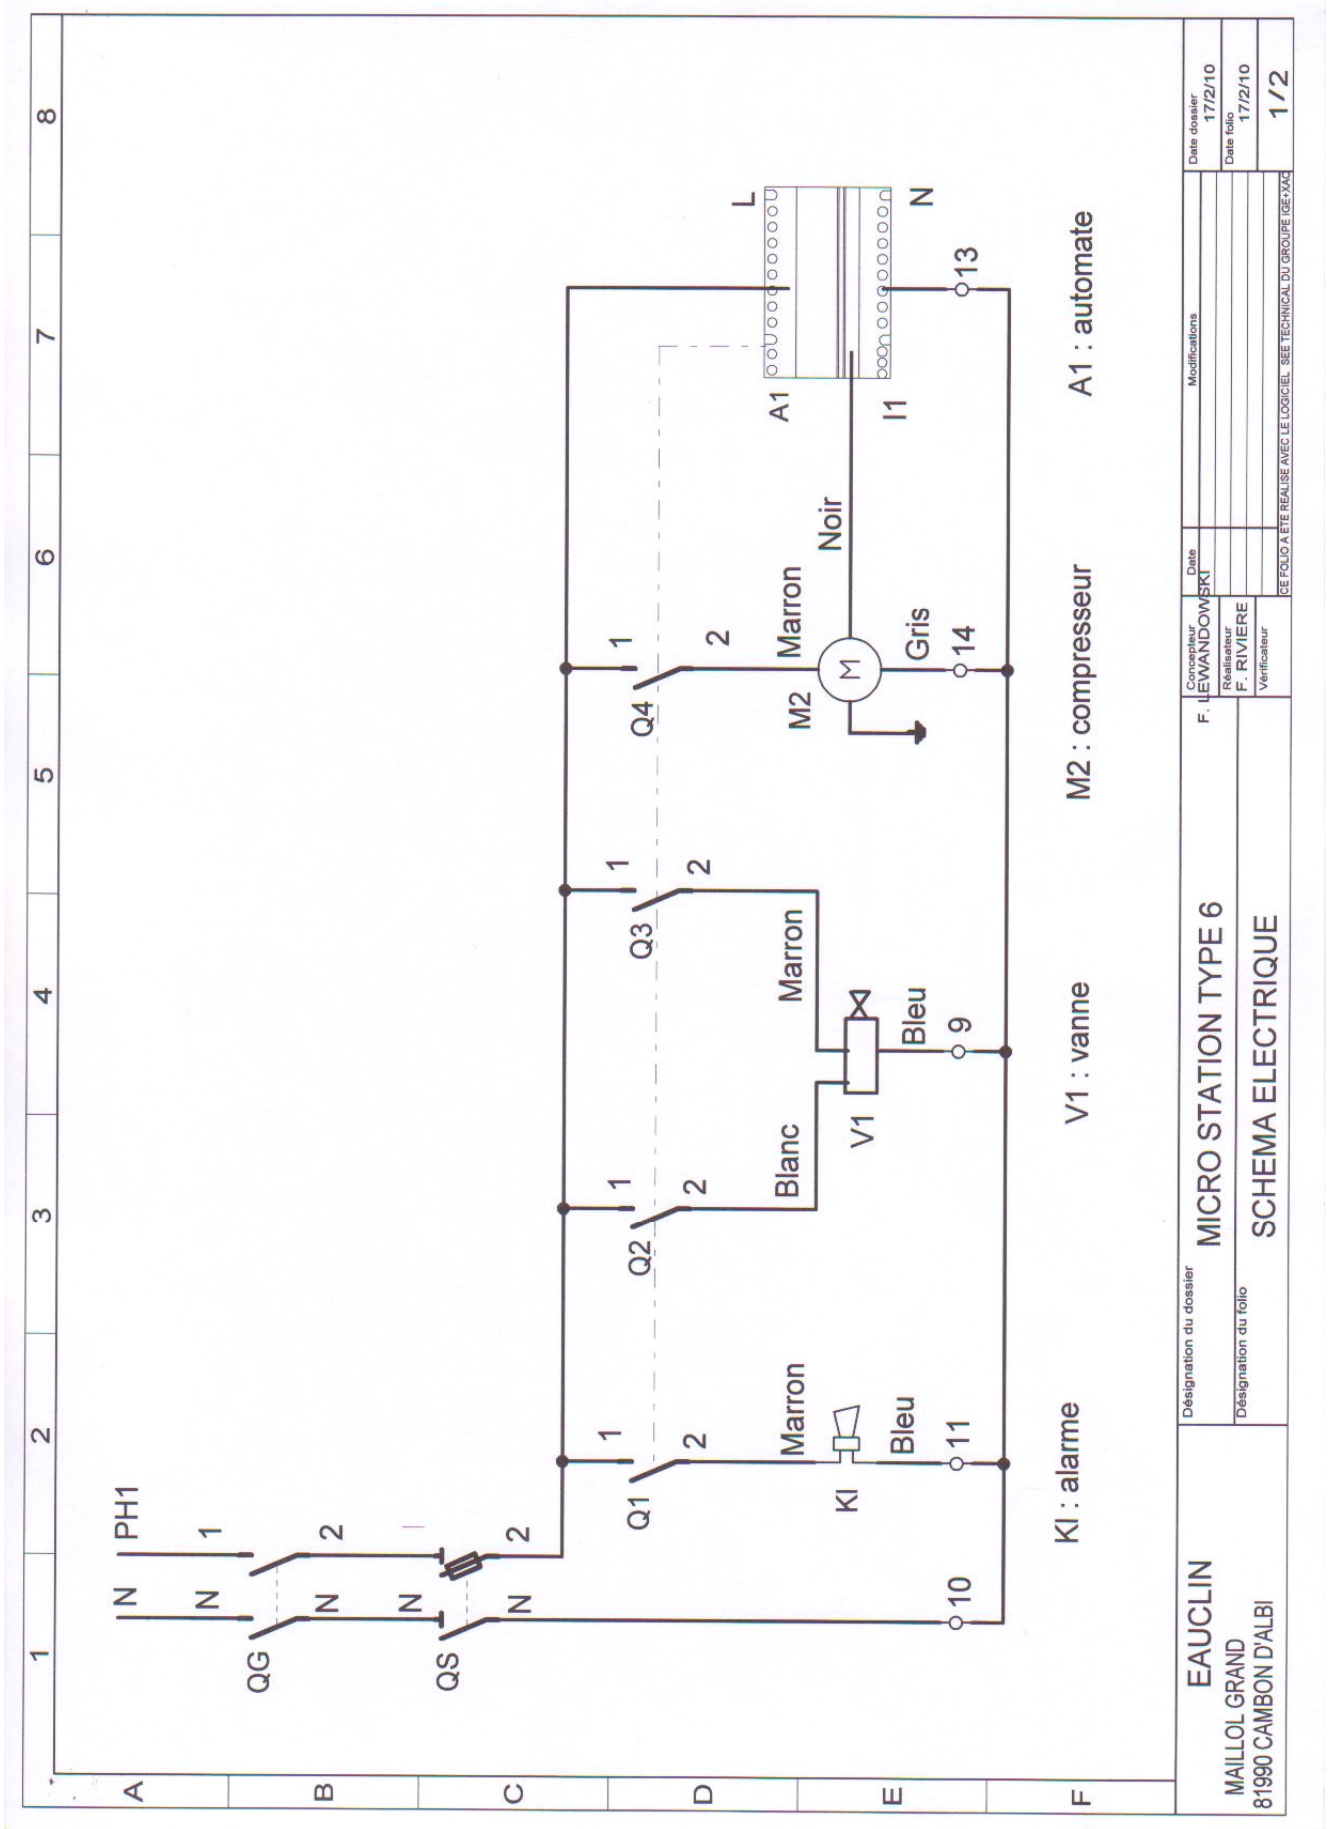 1 2 3 4 5 6 7 8
A
B
C
D
E
F
N PH1
N 1
QG
N 2
N
QS
N 2
1 1 1 1
Q1 Q2 Q3 Q4
2 2 2 2
L
Marron Blanc Marron Marron Noir
A1
KI V1 M2
I1 N
Bleu Bleu Gris
10 11 9 14 13
KI : alarme V1 : vanne M2 : compresseur A1 : automate
M
EAUCLIN
MAILLOL GRAND
81990 CAMBON D'ALBI
Désignation du dossier
MICRO STATION TYPE 6
Désignation du folio
SCHEMA ELECTRIQUE
Concepteur
F. LEWANDOWSKI
Réalisateur
F. RIVIERE
Vérificateur
Date Modifications
CE FOLIO A ETE REALISE AVEC LE LOGICIEL SEE TECHNICAL DU GROUPE IGE+XAO
Date dossier
17/2/10
Date folio
17/2/10
1/2